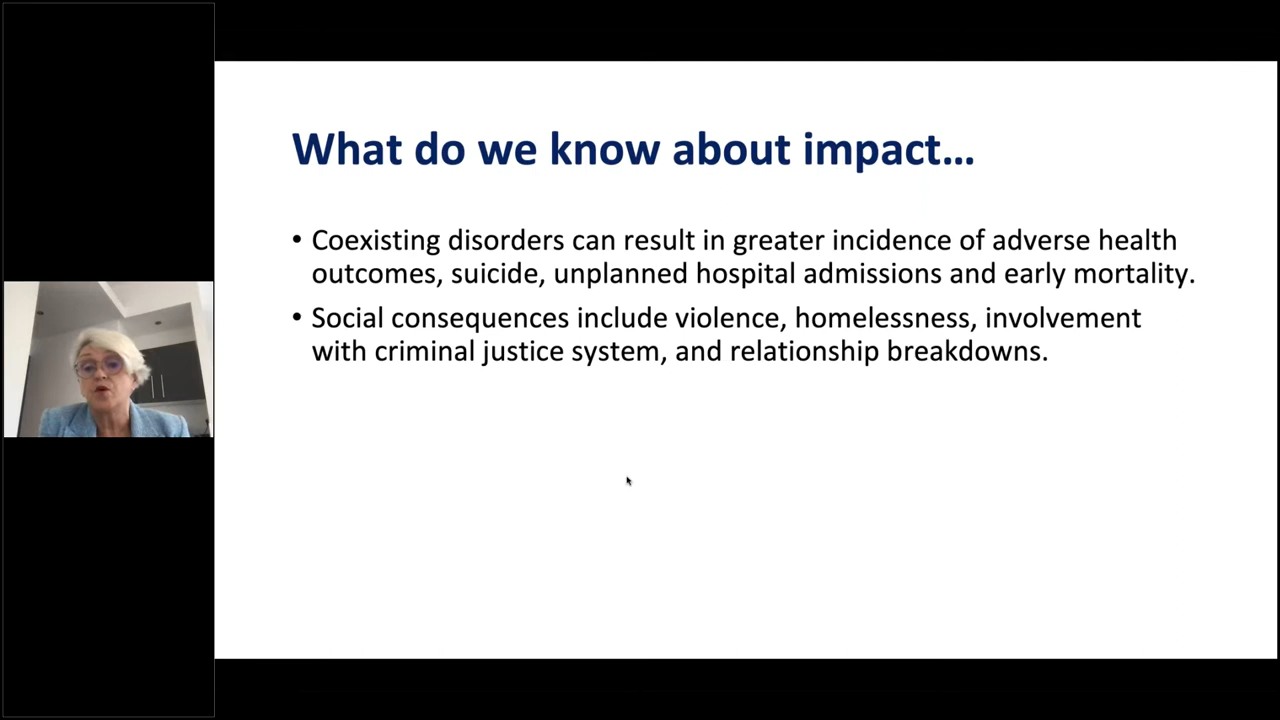 What do we know about impact...
• Coexisting disorders can result in greater incidence of adverse health
outcomes, suicide, unplanned hospital admissions and early mortality.
• Social consequences include violence, homelessness, involvement
with criminal justice system, and relationship breakdowns.